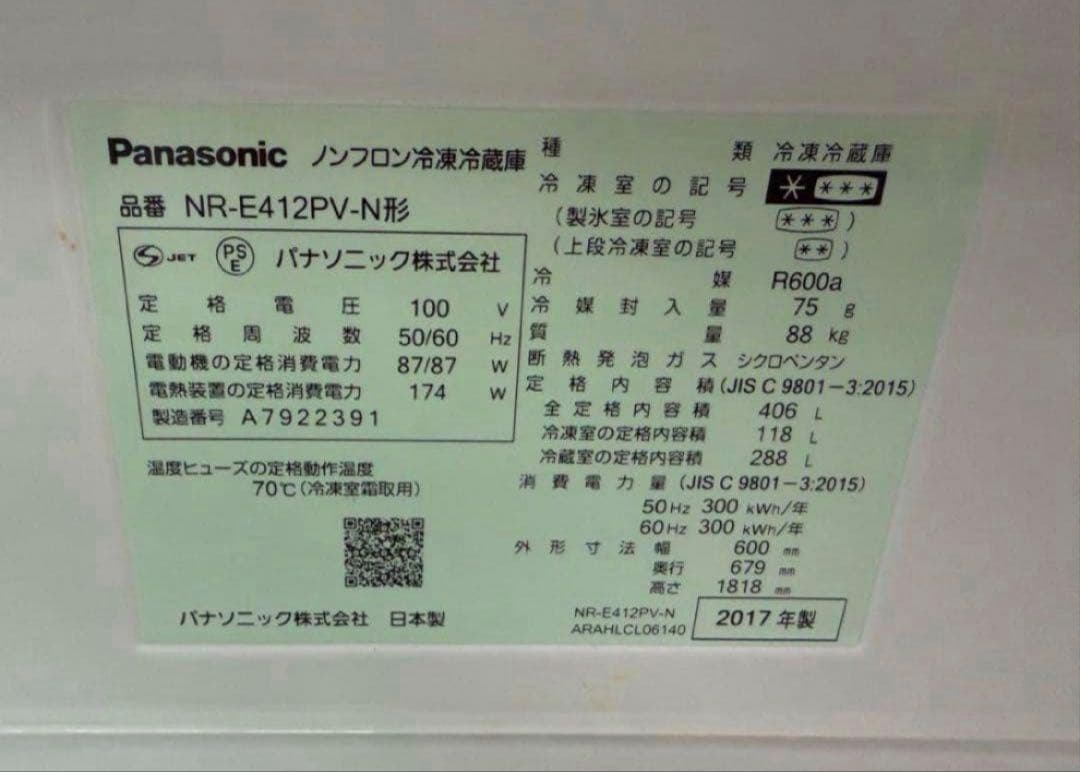 Panasonic ノンフロン冷凍冷蔵庫
品番 NR-E412PV-N形
S JET PS E パナソニック株式会社
定格電圧 100 V
定格周波数 50/60 Hz
電動機の定格消費電力 87/87 W
電熱装置の定格消費電力 174 W
製造番号 A7922391
温度ヒューズの定格動作温度
70℃(冷凍室霜取用)
パナソニック株式会社 日本製
種類 冷凍冷蔵庫
冷凍室の記号 * ***
(製氷室の記号 *** )
(上段冷凍室の記号 ** )
冷媒 R600a
冷媒封入量 75 g
質量 88 kg
断熱発泡ガス シクロペンタン
定格内容積(JIS C 9801-3:2015)
全定格内容積 406 L
冷凍室の定格内容積 118 L
冷蔵室の定格内容積 288 L
消費電力量(JIS C 9801-3:2015)
50Hz 300 kWh/年
60Hz 300 kWh/年
外形寸法幅 600 mm
奥行 679 mm
高さ 1818 mm
NR-E412PV-N
ARAHLCL06140
2017年製